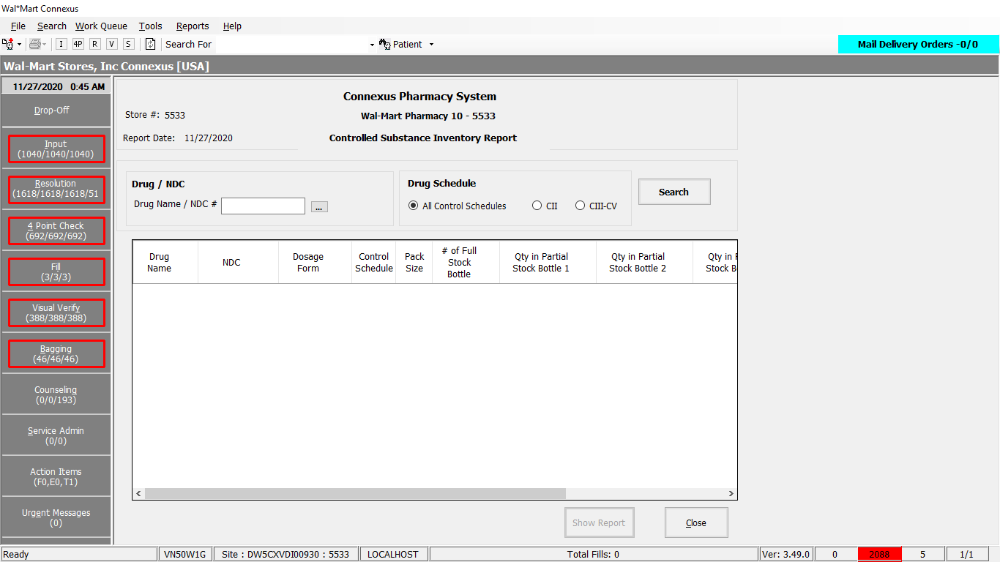 Wal*Mart Connexus
File Search Work Queue Tools Reports Help
I 4P R V S Search For Patient Mail Delivery Orders -0/0
Wal-Mart Stores, Inc Connexus [USA]
11/27/2020 0:45 AM
Drop-Off
Input
(1040/1040/1040)
Resolution
(1618/1618/1618/51
4 Point Check
(692/692/692)
Fill
(3/3/3)
Visual Verify
(388/388/388)
Bagging
(46/46/46)
Counseling
(0/0/193)
Service Admin
(0/0)
Action Items
(F0,E0,T1)
Urgent Messages
(0)
Connexus Pharmacy System
Store #: 5533
Wal-Mart Pharmacy 10 - 5533
Report Date: 11/27/2020
Controlled Substance Inventory Report
Drug / NDC
Drug Name / NDC #
...
Drug Schedule
All Control Schedules CII CIII-CV
Search
Drug
Name
NDC
Dosage
Form
Control
Schedule
Pack
Size
# of Full
Stock
Bottle
Qty in Partial
Stock Bottle 1
Qty in Partial
Stock Bottle 2
Qty in P
Stock B
Show Report Close
Ready VN50W1G Site : DW5CXVDI00930 : 5533 LOCALHOST Total Fills: 0 Ver: 3.49.0 0 2088 5 1/1